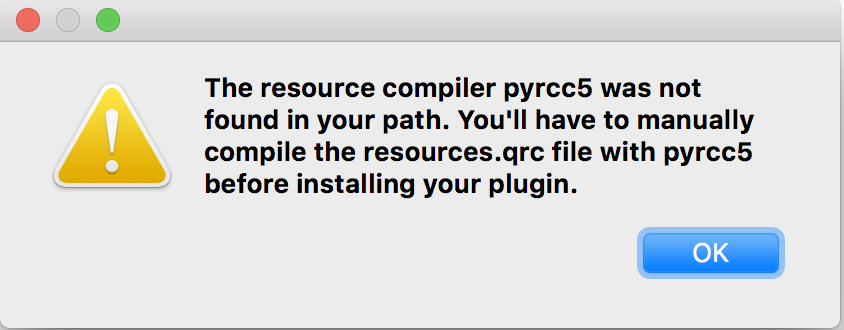 The resource compiler pyrcc5 was not
found in your path. You'll have to manually
compile the resources.qrc file with pyrcc5
before installing your plugin.
OK